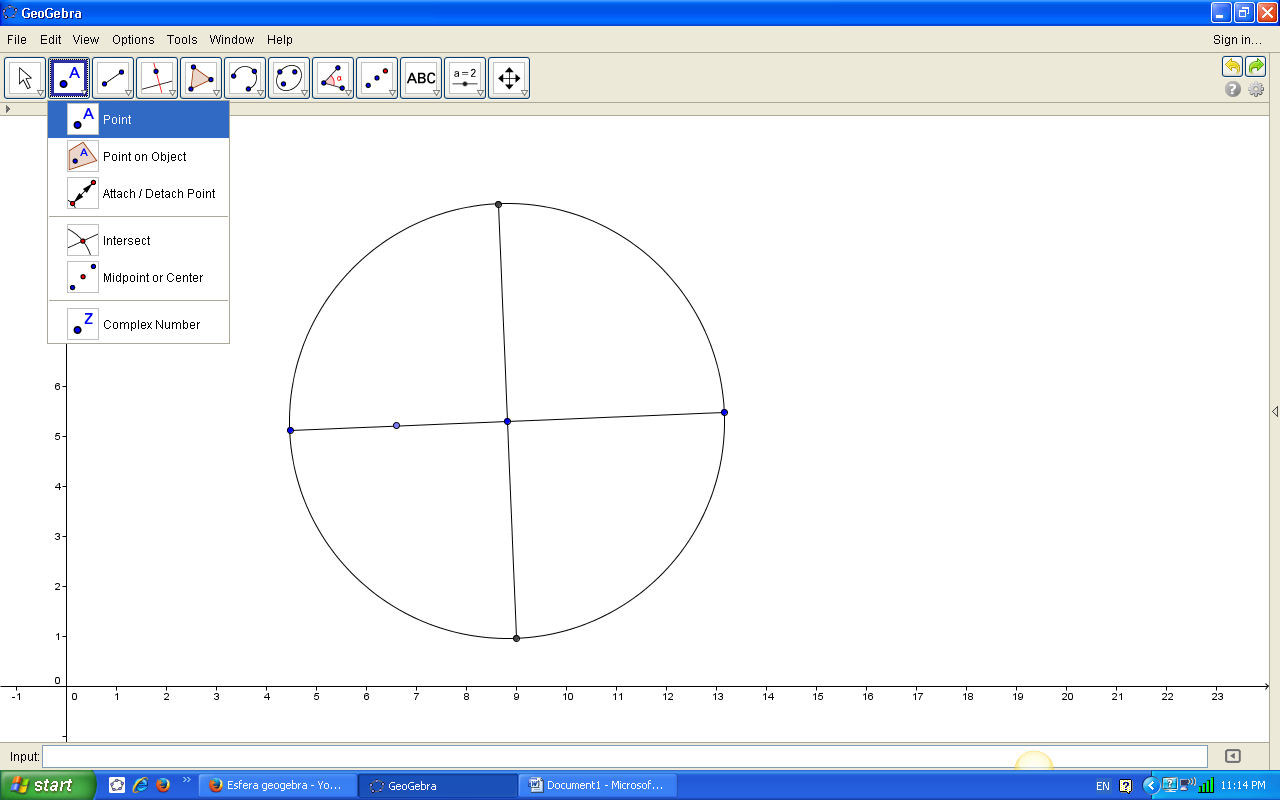 GeoGebra
File Edit View Options Tools Window Help
Sign in...
A
ABC
a=2
α
A Point
A Point on Object
Attach / Detach Point
Intersect
Midpoint or Center
Z Complex Number
6
5
4
3
2
1
0
-1 0 1 2 3 4 5 6 7 8 9 10 11 12 13 14 15 16 17 18 19 20 21 22 23
Input:
start
Esfera geogebra - Yo...
GeoGebra
Document1 - Microsof...
EN
11:14 PM